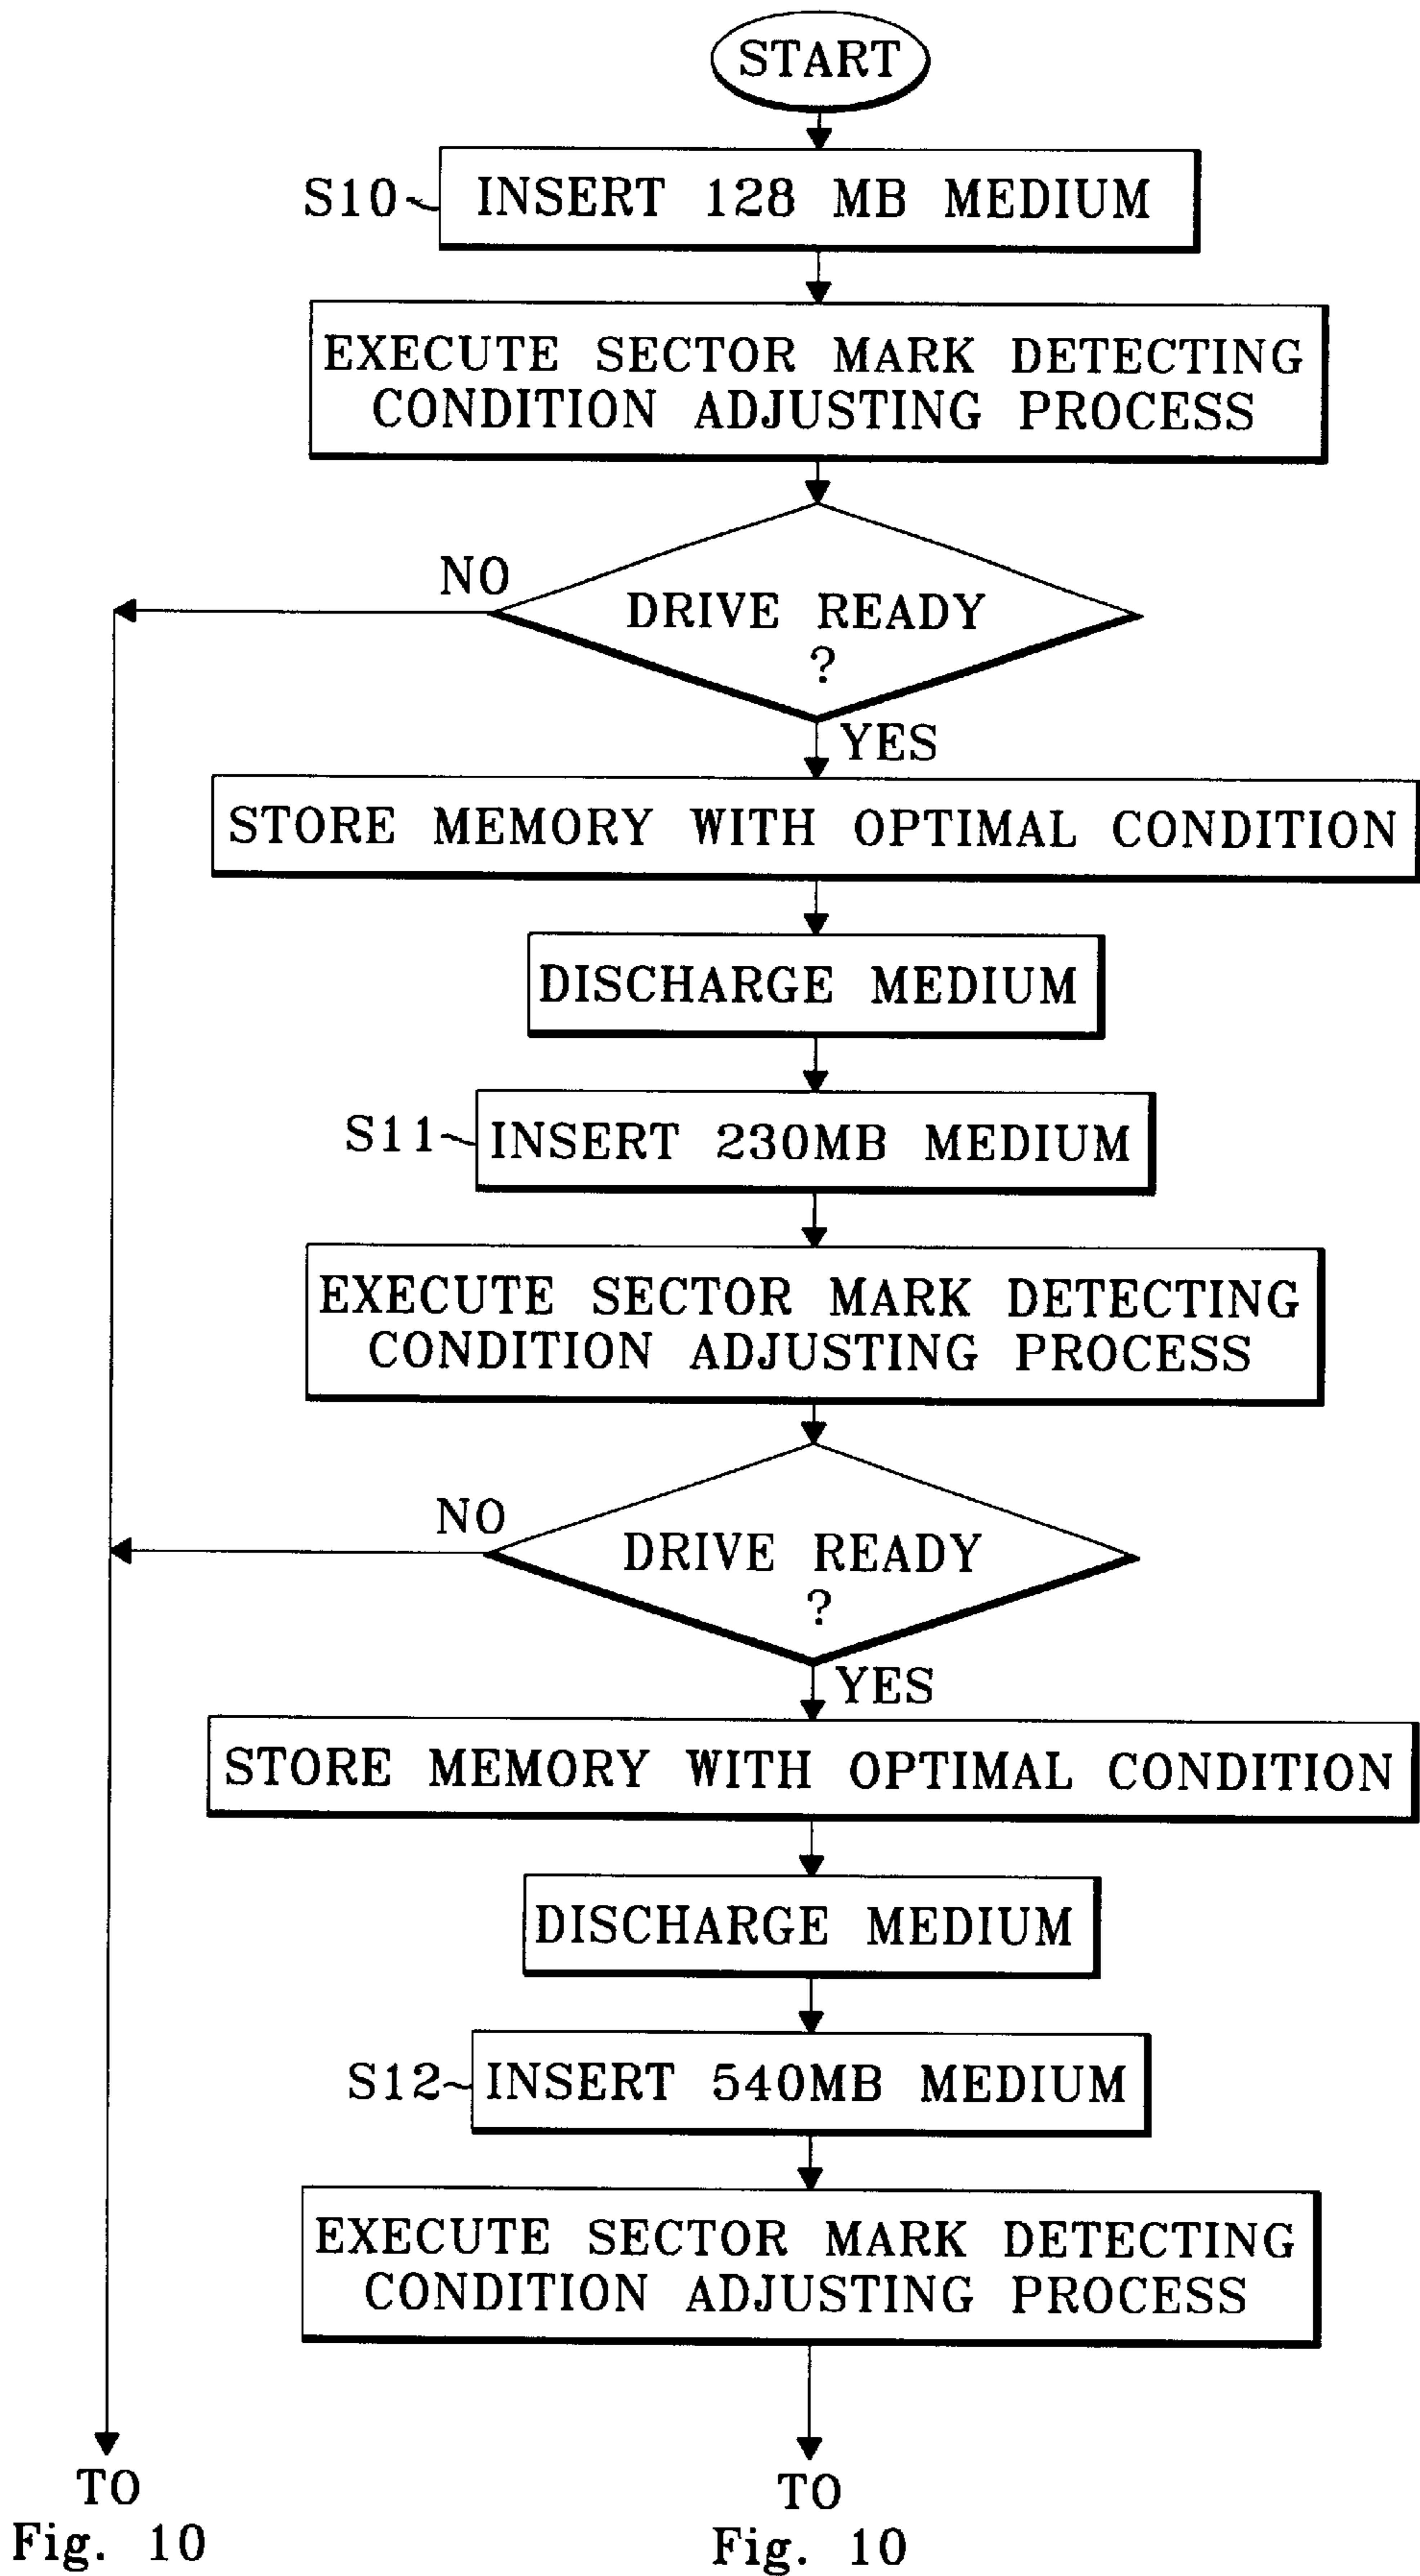 START
S10
INSERT 128 MB MEDIUM
EXECUTE SECTOR MARK DETECTING
CONDITION ADJUSTING PROCESS
NO
DRIVE READY
?
YES
STORE MEMORY WITH OPTIMAL CONDITION
DISCHARGE MEDIUM
S11
INSERT 230MB MEDIUM
EXECUTE SECTOR MARK DETECTING
CONDITION ADJUSTING PROCESS
NO
DRIVE READY
?
YES
STORE MEMORY WITH OPTIMAL CONDITION
DISCHARGE MEDIUM
S12
INSERT 540MB MEDIUM
EXECUTE SECTOR MARK DETECTING
CONDITION ADJUSTING PROCESS
TO
Fig. 10
TO
Fig. 10